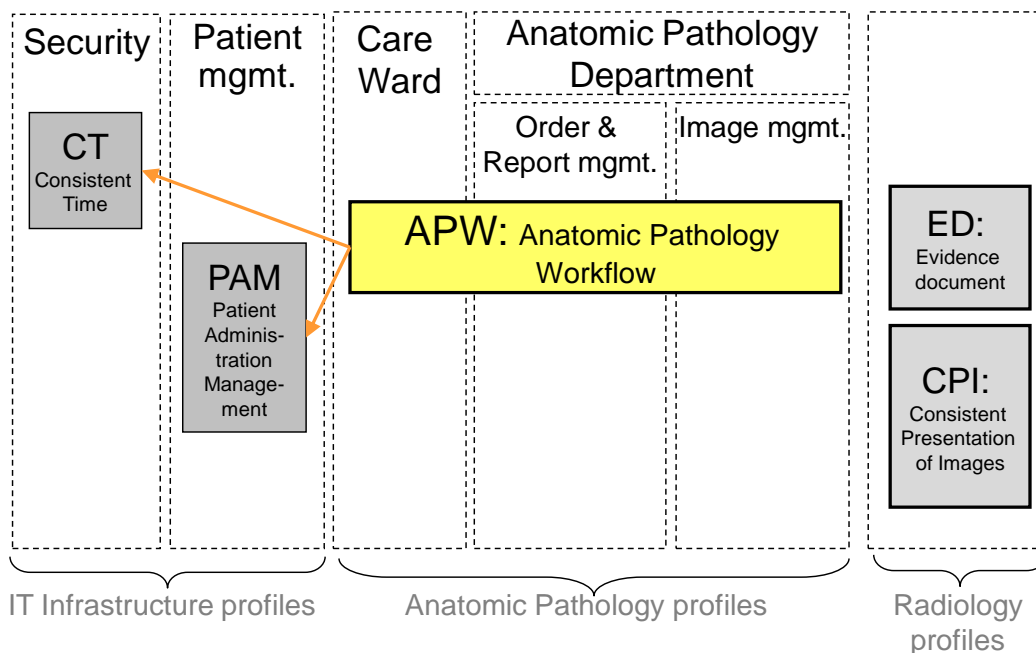 Security
Patient
mgmt.
Care
Ward
Anatomic Pathology
Department
Order &
Report mgmt.
Image mgmt.
CT
Consistent
Time
APW: Anatomic Pathology
Workflow
PAM
Patient
Adminis-
tration
Manage-
ment
ED:
Evidence
document
CPI:
Consistent
Presentation
of Images
IT Infrastructure profiles
Anatomic Pathology profiles
Radiology
profiles